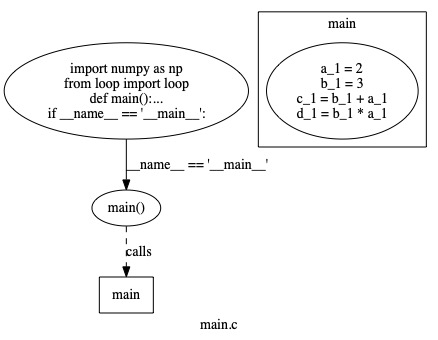 import numpy as np
from loop import loop
def main():...
if __name__ == '__main__':
main
a_1 = 2
b_1 = 3
c_1 = b_1 + a_1
d_1 = b_1 * a_1
__name__ == '__main__'
main()
calls
main
main.c